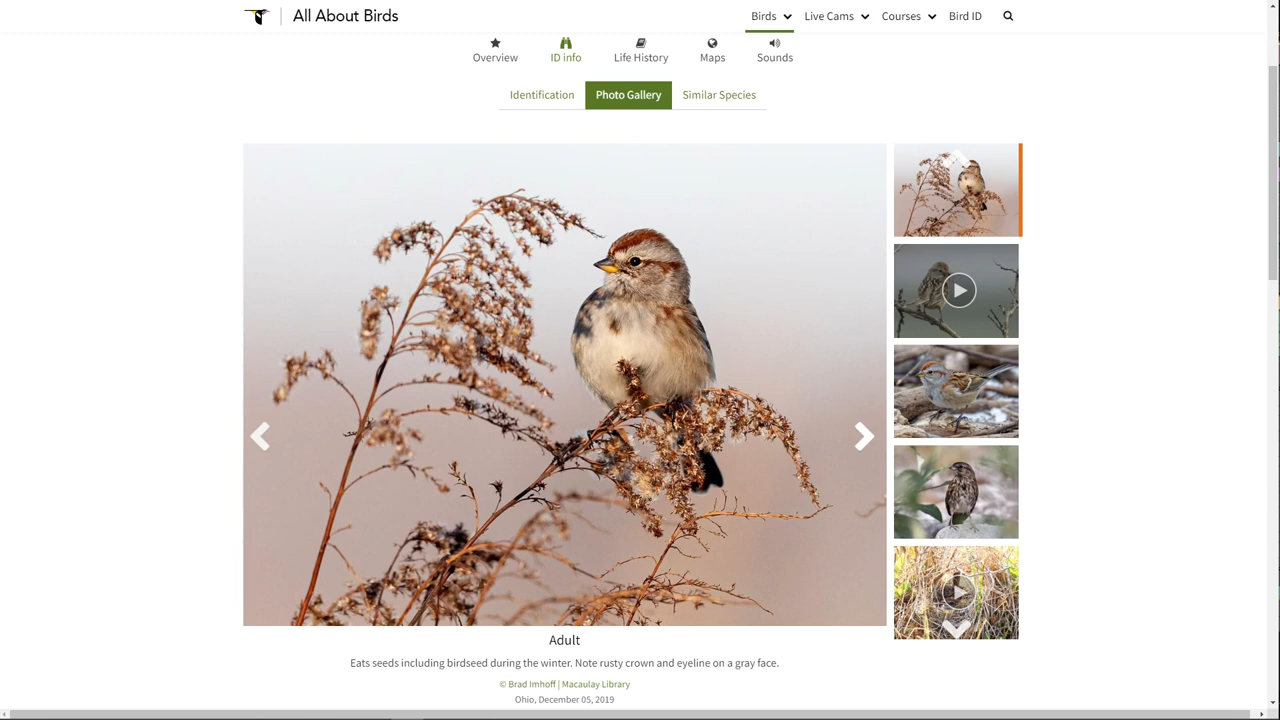 All About Birds
Birds Live Cams Courses Bird ID
Overview ID info Life History Maps Sounds
Identification Photo Gallery Similar Species
Adult
Eats seeds including birdseed during the winter. Note rusty crown and eyeline on a gray face.
© Brad Imhoff | Macaulay Library
Ohio, December 05, 2019